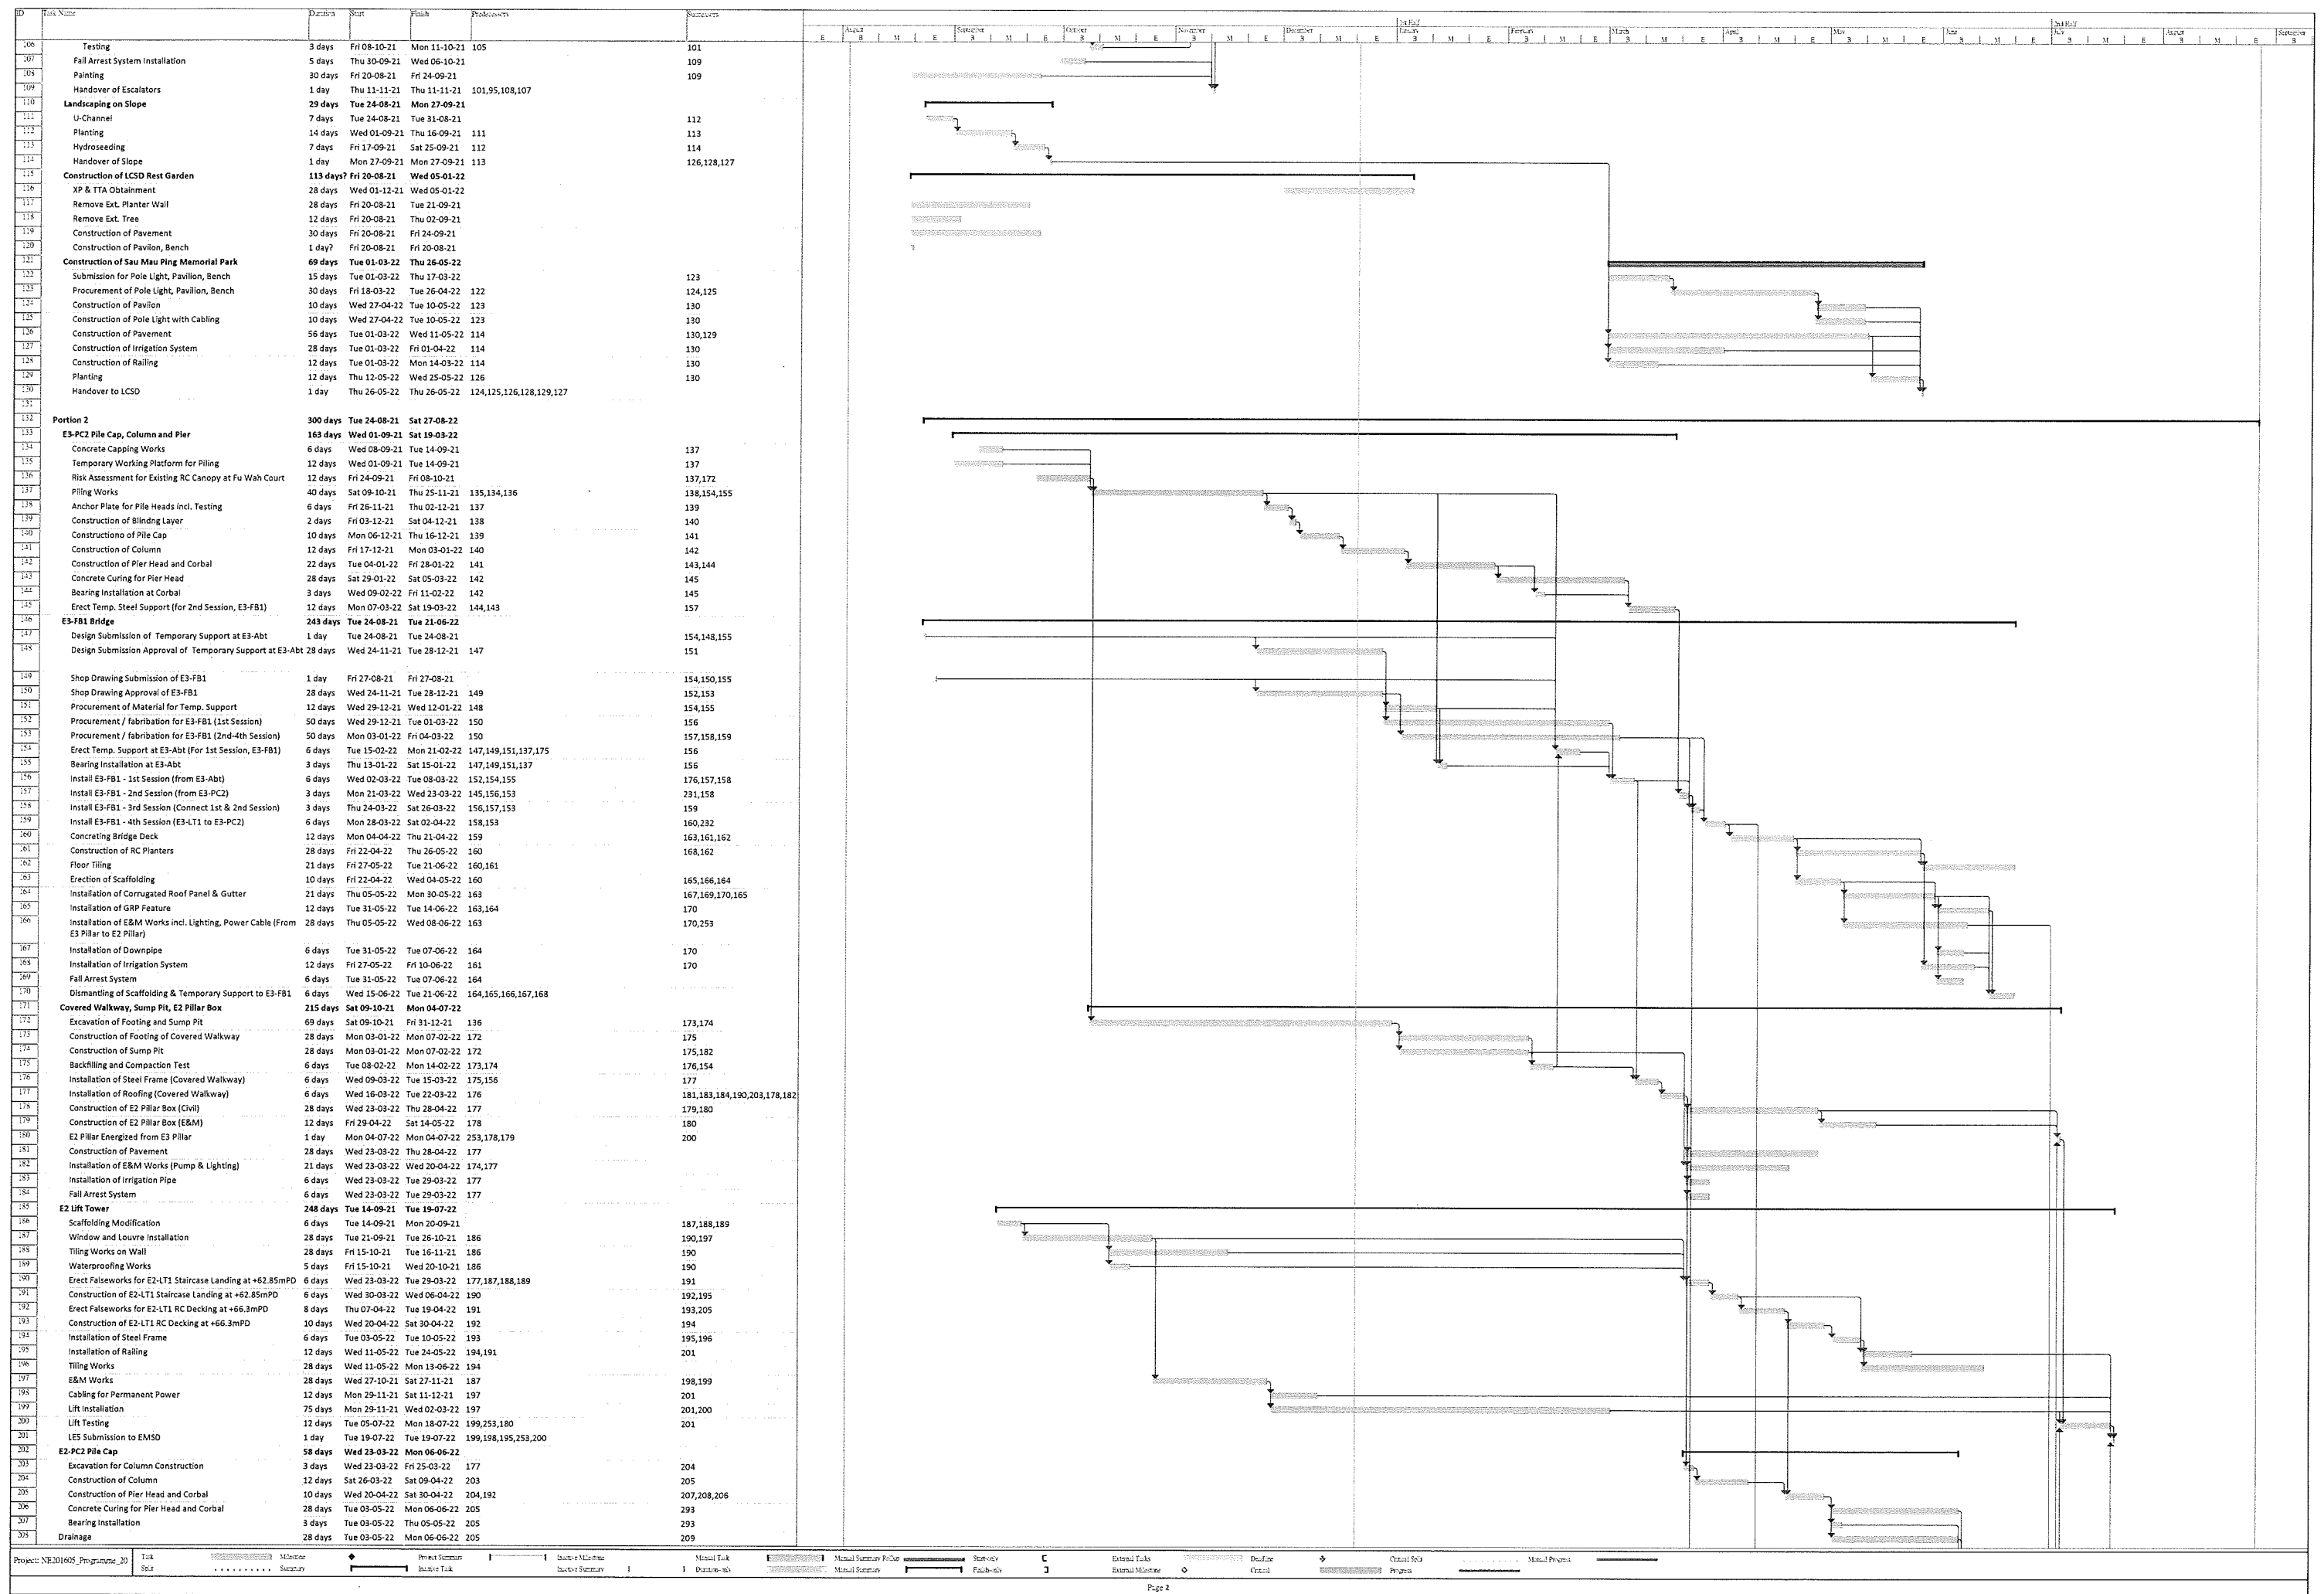 ID Task Name Duration Start Finish Predecessors Successors
1st Half 2nd Half
August September October November December January February March April May June July August September
E B M E B M E B M E B M E B M E B M E B M E B M E B M E B M E B M E B M E B M E B
106 Testing 3 days Fri 08-10-21 Mon 11-10-21 105 101
107 Fall Arrest System Installation 5 days Thu 30-09-21 Wed 06-10-21 109
108 Painting 30 days Fri 20-08-21 Fri 24-09-21 109
109 Handover of Escalators 1 day Thu 11-11-21 Thu 11-11-21 101,95,108,107
110 Landscaping on Slope 29 days Tue 24-08-21 Mon 27-09-21
111 U-Channel 7 days Tue 24-08-21 Tue 31-08-21 112
112 Planting 14 days Wed 01-09-21 Thu 16-09-21 111 113
113 Hydroseeding 7 days Fri 17-09-21 Sat 25-09-21 112 114
114 Handover of Slope 1 day Mon 27-09-21 Mon 27-09-21 113 126,128,127
115 Construction of LCSD Rest Garden 113 days? Fri 20-08-21 Wed 05-01-22
116 XP & TTA Obtainment 28 days Wed 01-12-21 Wed 05-01-22
117 Remove Ext. Planter Wall 28 days Fri 20-08-21 Tue 21-09-21
118 Remove Ext. Tree 12 days Fri 20-08-21 Thu 02-09-21
119 Construction of Pavement 30 days Fri 20-08-21 Fri 24-09-21
120 Construction of Pavilon, Bench 1 day? Fri 20-08-21 Fri 20-08-21
121 Construction of Sau Mau Ping Memorial Park 69 days Tue 01-03-22 Thu 26-05-22
122 Submission for Pole Light, Pavilion, Bench 15 days Tue 01-03-22 Thu 17-03-22 123
123 Procurement of Pole Light, Pavilion, Bench 30 days Fri 18-03-22 Tue 26-04-22 122 124,125
124 Construction of Pavilon 10 days Wed 27-04-22 Tue 10-05-22 123 130
125 Construction of Pole Light with Cabling 10 days Wed 27-04-22 Tue 10-05-22 123 130
126 Construction of Pavement 56 days Tue 01-03-22 Wed 11-05-22 114 130,129
127 Construction of Irrigation System 28 days Tue 01-03-22 Fri 01-04-22 114 130
128 Construction of Railing 12 days Tue 01-03-22 Mon 14-03-22 114 130
129 Planting 12 days Thu 12-05-22 Wed 25-05-22 126 130
130 Handover to LCSD 1 day Thu 26-05-22 Thu 26-05-22 124,125,126,128,129,127
131
132 Portion 2 300 days Tue 24-08-21 Sat 27-08-22
133 E3-PC2 Pile Cap, Column and Pier 163 days Wed 01-09-21 Sat 19-03-22
134 Concrete Capping Works 6 days Wed 08-09-21 Tue 14-09-21 137
135 Temporary Working Platform for Piling 12 days Wed 01-09-21 Tue 14-09-21 137
136 Risk Assessment for Existing RC Canopy at Fu Wah Court 12 days Fri 24-09-21 Fri 08-10-21 137,172
137 Piling Works 40 days Sat 09-10-21 Thu 25-11-21 135,134,136 138,154,155
138 Anchor Plate for Pile Heads incl. Testing 6 days Fri 26-11-21 Thu 02-12-21 137 139
139 Construction of Blindng Layer 2 days Fri 03-12-21 Sat 04-12-21 138 140
140 Constructiono of Pile Cap 10 days Mon 06-12-21 Thu 16-12-21 139 141
141 Construction of Column 12 days Fri 17-12-21 Mon 03-01-22 140 142
142 Construction of Pier Head and Corbal 22 days Tue 04-01-22 Fri 28-01-22 141 143,144
143 Concrete Curing for Pier Head 28 days Sat 29-01-22 Sat 05-03-22 142 145
144 Bearing Installation at Corbal 3 days Wed 09-02-22 Fri 11-02-22 142 145
145 Erect Temp. Steel Support (for 2nd Session, E3-FB1) 12 days Mon 07-03-22 Sat 19-03-22 144,143 157
146 E3-FB1 Bridge 243 days Tue 24-08-21 Tue 21-06-22
147 Design Submission of Temporary Support at E3-Abt 1 day Tue 24-08-21 Tue 24-08-21 154,148,155
148 Design Submission Approval of Temporary Support at E3-Abt 28 days Wed 24-11-21 Tue 28-12-21 147 151
149 Shop Drawing Submission of E3-FB1 1 day Fri 27-08-21 Fri 27-08-21 154,150,155
150 Shop Drawing Approval of E3-FB1 28 days Wed 24-11-21 Tue 28-12-21 149 152,153
151 Procurement of Material for Temp. Support 12 days Wed 29-12-21 Wed 12-01-22 148 154,155
152 Procurement / fabribation for E3-FB1 (1st Session) 50 days Wed 29-12-21 Tue 01-03-22 150 156
153 Procurement / fabribation for E3-FB1 (2nd-4th Session) 50 days Mon 03-01-22 Fri 04-03-22 150 157,158,159
154 Erect Temp. Support at E3-Abt (For 1st Session, E3-FB1) 6 days Tue 15-02-22 Mon 21-02-22 147,149,151,137,175 156
155 Bearing Installation at E3-Abt 3 days Thu 13-01-22 Sat 15-01-22 147,149,151,137 156
156 Install E3-FB1 - 1st Session (from E3-Abt) 6 days Wed 02-03-22 Tue 08-03-22 152,154,155 176,157,158
157 Install E3-FB1 - 2nd Session (from E3-PC2) 3 days Mon 21-03-22 Wed 23-03-22 145,156,153 231,158
158 Install E3-FB1 - 3rd Session (Connect 1st & 2nd Session) 3 days Thu 24-03-22 Sat 26-03-22 156,157,153 159
159 Install E3-FB1 - 4th Session (E3-LT1 to E3-PC2) 6 days Mon 28-03-22 Sat 02-04-22 158,153 160,232
160 Concreting Bridge Deck 12 days Mon 04-04-22 Thu 21-04-22 159 163,161,162
161 Construction of RC Planters 28 days Fri 22-04-22 Thu 26-05-22 160 168,162
162 Floor Tiling 21 days Fri 27-05-22 Tue 21-06-22 160,161
163 Erection of Scaffolding 10 days Fri 22-04-22 Wed 04-05-22 160 165,166,164
164 Installation of Corrugated Roof Panel & Gutter 21 days Thu 05-05-22 Mon 30-05-22 163 167,169,170,165
165 Installation of GRP Feature 12 days Tue 31-05-22 Tue 14-06-22 163,164 170
166 Installation of E&M Works incl. Lighting, Power Cable (From 28 days Thu 05-05-22 Wed 08-06-22 163 170,253
E3 Pillar to E2 Pillar)
167 Installation of Downpipe 6 days Tue 31-05-22 Tue 07-06-22 164 170
168 Installation of Irrigation System 12 days Fri 27-05-22 Fri 10-06-22 161 170
169 Fall Arrest System 6 days Tue 31-05-22 Tue 07-06-22 164
170 Dismantling of Scaffolding & Temporary Support to E3-FB1 6 days Wed 15-06-22 Tue 21-06-22 164,165,166,167,168
171 Covered Walkway, Sump Pit, E2 Pillar Box 215 days Sat 09-10-21 Mon 04-07-22
172 Excavation of Footing and Sump Pit 69 days Sat 09-10-21 Fri 31-12-21 136 173,174
173 Construction of Footing of Covered Walkway 28 days Mon 03-01-22 Mon 07-02-22 172 175
174 Construction of Sump Pit 28 days Mon 03-01-22 Mon 07-02-22 172 175,182
175 Backfilling and Compaction Test 6 days Tue 08-02-22 Mon 14-02-22 173,174 176,154
176 Installation of Steel Frame (Covered Walkway) 6 days Wed 09-03-22 Tue 15-03-22 175,156 177
177 Installation of Roofing (Covered Walkway) 6 days Wed 16-03-22 Tue 22-03-22 176 181,183,184,190,203,178,182
178 Construction of E2 Pillar Box (Civil) 28 days Wed 23-03-22 Thu 28-04-22 177 179,180
179 Construction of E2 Pillar Box (E&M) 12 days Fri 29-04-22 Sat 14-05-22 178 180
180 E2 Pillar Energized from E3 Pillar 1 day Mon 04-07-22 Mon 04-07-22 253,178,179 200
181 Construction of Pavement 28 days Wed 23-03-22 Thu 28-04-22 177
182 Installation of E&M Works (Pump & Lighting) 21 days Wed 23-03-22 Wed 20-04-22 174,177
183 Installation of Irrigation Pipe 6 days Wed 23-03-22 Tue 29-03-22 177
184 Fall Arrest System 6 days Wed 23-03-22 Tue 29-03-22 177
185 E2 Lift Tower 248 days Tue 14-09-21 Tue 19-07-22
186 Scaffolding Modification 6 days Tue 14-09-21 Mon 20-09-21 187,188,189
187 Window and Louvre Installation 28 days Tue 21-09-21 Tue 26-10-21 186 190,197
188 Tiling Works on Wall 28 days Fri 15-10-21 Tue 16-11-21 186 190
189 Waterproofing Works 5 days Fri 15-10-21 Wed 20-10-21 186 190
190 Erect Falseworks for E2-LT1 Staircase Landing at +62.85mPD 6 days Wed 23-03-22 Tue 29-03-22 177,187,188,189 191
191 Construction of E2-LT1 Staircase Landing at +62.85mPD 6 days Wed 30-03-22 Wed 06-04-22 190 192,195
192 Erect Falseworks for E2-LT1 RC Decking at +66.3mPD 8 days Thu 07-04-22 Tue 19-04-22 191 193,205
193 Construction of E2-LT1 RC Decking at +66.3mPD 10 days Wed 20-04-22 Sat 30-04-22 192 194
194 Installation of Steel Frame 6 days Tue 03-05-22 Tue 10-05-22 193 195,196
195 Installation of Railing 12 days Wed 11-05-22 Tue 24-05-22 194,191 201
196 Tiling Works 28 days Wed 11-05-22 Mon 13-06-22 194
197 E&M Works 28 days Wed 27-10-21 Sat 27-11-21 187 198,199
198 Cabling for Permanent Power 12 days Mon 29-11-21 Sat 11-12-21 197 201
199 Lift Installation 75 days Mon 29-11-21 Wed 02-03-22 197 201,200
200 Lift Testing 12 days Tue 05-07-22 Mon 18-07-22 199,253,180 201
201 LE5 Submission to EMSD 1 day Tue 19-07-22 Tue 19-07-22 199,198,195,253,200
202 E2-PC2 Pile Cap 58 days Wed 23-03-22 Mon 06-06-22
203 Excavation for Column Construction 3 days Wed 23-03-22 Fri 25-03-22 177 204
204 Construction of Column 12 days Sat 26-03-22 Sat 09-04-22 203 205
205 Construction of Pier Head and Corbal 10 days Wed 20-04-22 Sat 30-04-22 204,192 207,208,206
206 Concrete Curing for Pier Head and Corbal 28 days Tue 03-05-22 Mon 06-06-22 205 293
207 Bearing Installation 3 days Tue 03-05-22 Thu 05-05-22 205 293
208 Drainage 28 days Tue 03-05-22 Mon 06-06-22 205 209
Project: NE201605_Programme_20
Task Milestone Project Summary Inactive Milestone Manual Task Manual Summary Rollup Start-only External Tasks Deadline Critical Split Manual Progress
Split Summary Inactive Task Inactive Summary Duration-only Manual Summary Finish-only External Milestone Critical Progress
Page 2